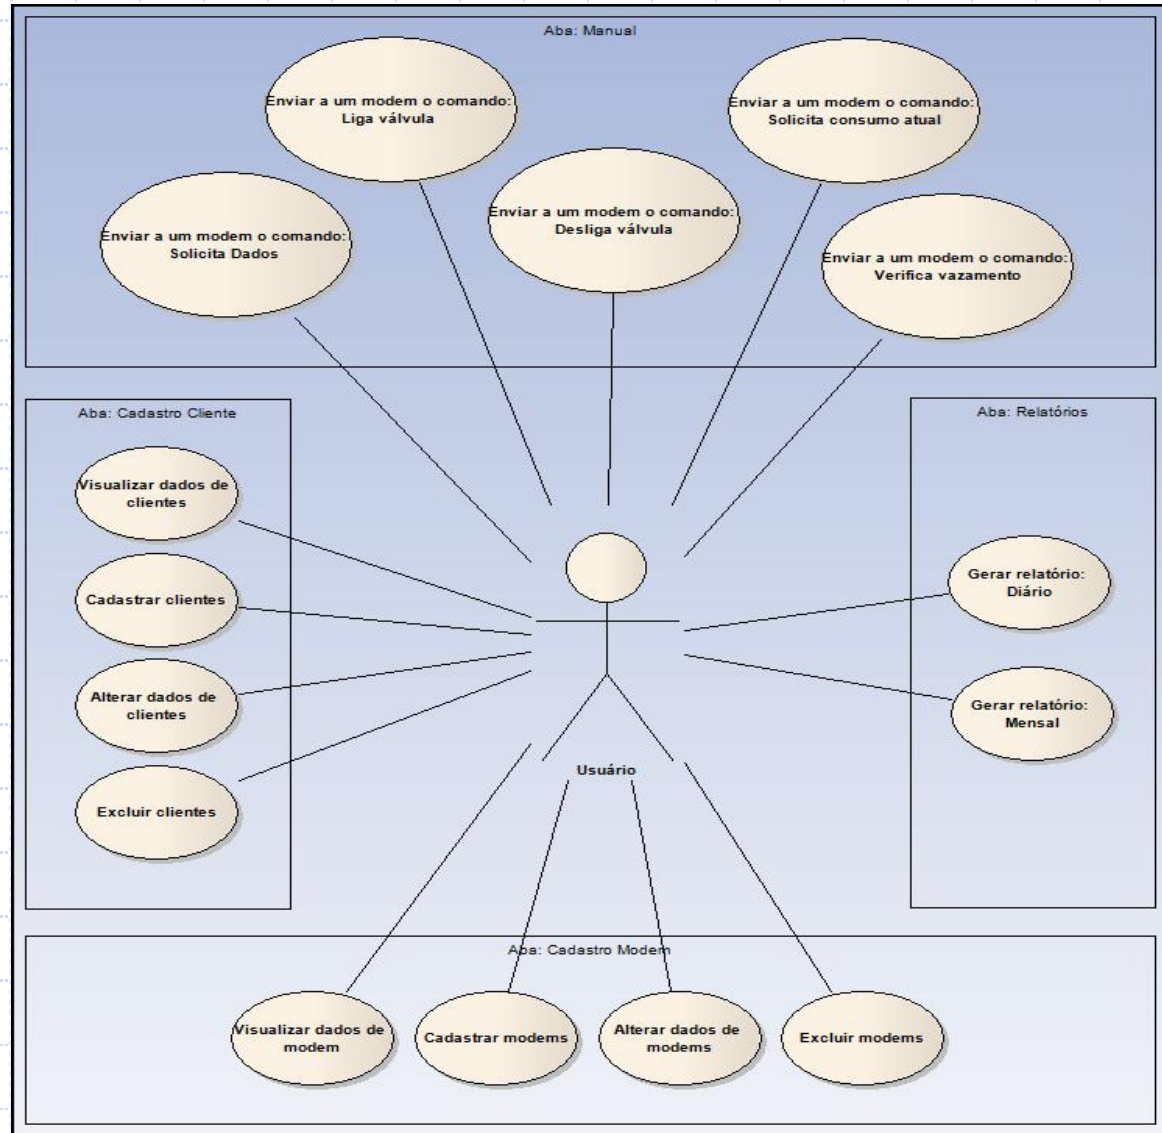 Aba: Manual
Enviar a um modem o comando:
Liga válvula
Enviar a um modem o comando:
Solicita consumo atual
Enviar a um modem o comando:
Solicita Dados
Enviar a um modem o comando:
Desliga válvula
Enviar a um modem o comando:
Verifica vazamento
Aba: Cadastro Cliente
Visualizar dados de
clientes
Cadastrar clientes
Alterar dados de
clientes
Excluir clientes
Aba: Relatórios
Gerar relatório:
Diário
Gerar relatório:
Mensal
Usuário
Aba: Cadastro Modem
Visualizar dados de
modem
Cadastrar modems
Alterar dados de
modems
Excluir modems